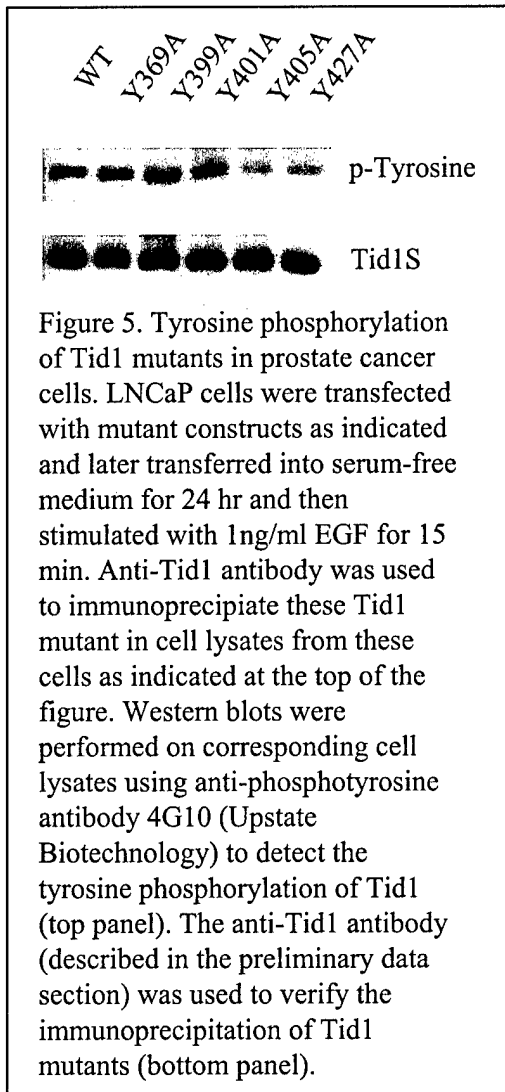 WT Y369A Y399A Y401A Y405A Y427A
p-Tyrosine
Tid1S
Figure 5. Tyrosine phosphorylation
of Tid1 mutants in prostate cancer
cells. LNCaP cells were transfected
with mutant constructs as indicated
and later transferred into serum-free
medium for 24 hr and then
stimulated with 1ng/ml EGF for 15
min. Anti-Tid1 antibody was used
to immunoprecipiate these Tid1
mutant in cell lysates from these
cells as indicated at the top of the
figure. Western blots were
performed on corresponding cell
lysates using anti-phosphotyrosine
antibody 4G10 (Upstate
Biotechnology) to detect the
tyrosine phosphorylation of Tid1
(top panel). The anti-Tid1 antibody
(described in the preliminary data
section) was used to verify the
immunoprecipitation of Tid1
mutants (bottom panel).